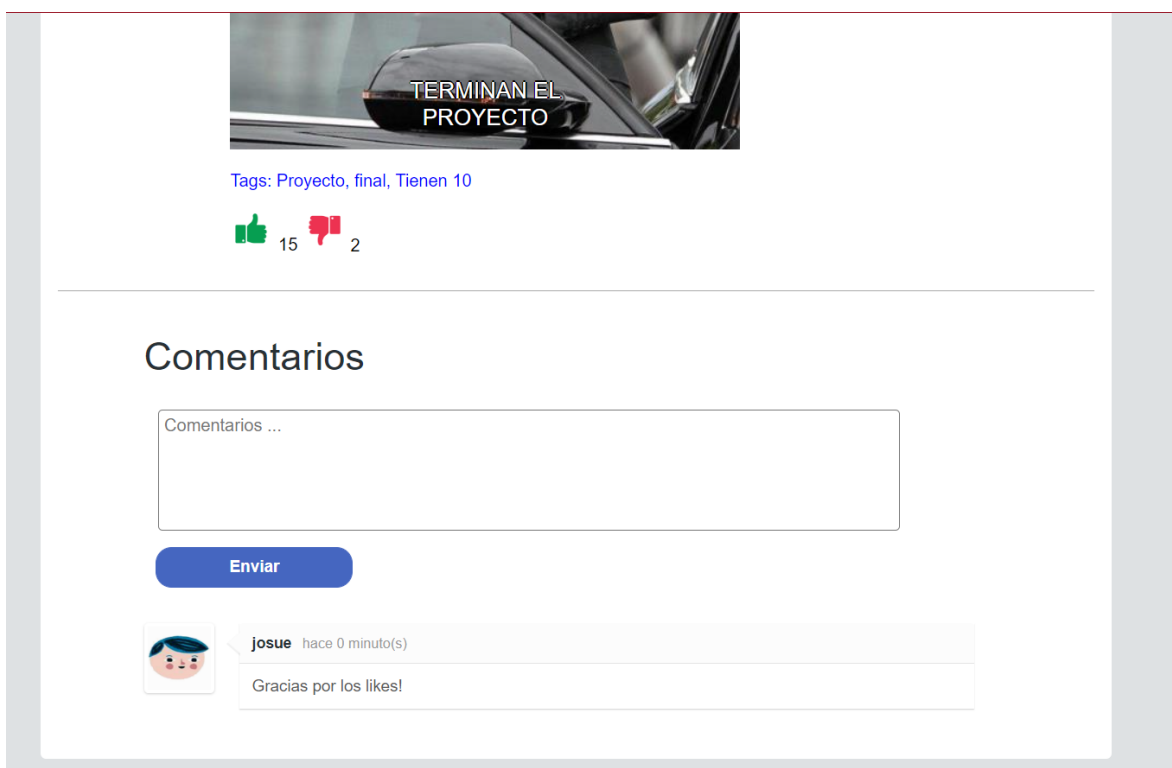 TERMINAN EL
PROYECTO
Tags: Proyecto, final, Tienen 10
15 2
Comentarios
Comentarios ...
Enviar
josue hace 0 minuto(s)
Gracias por los likes!